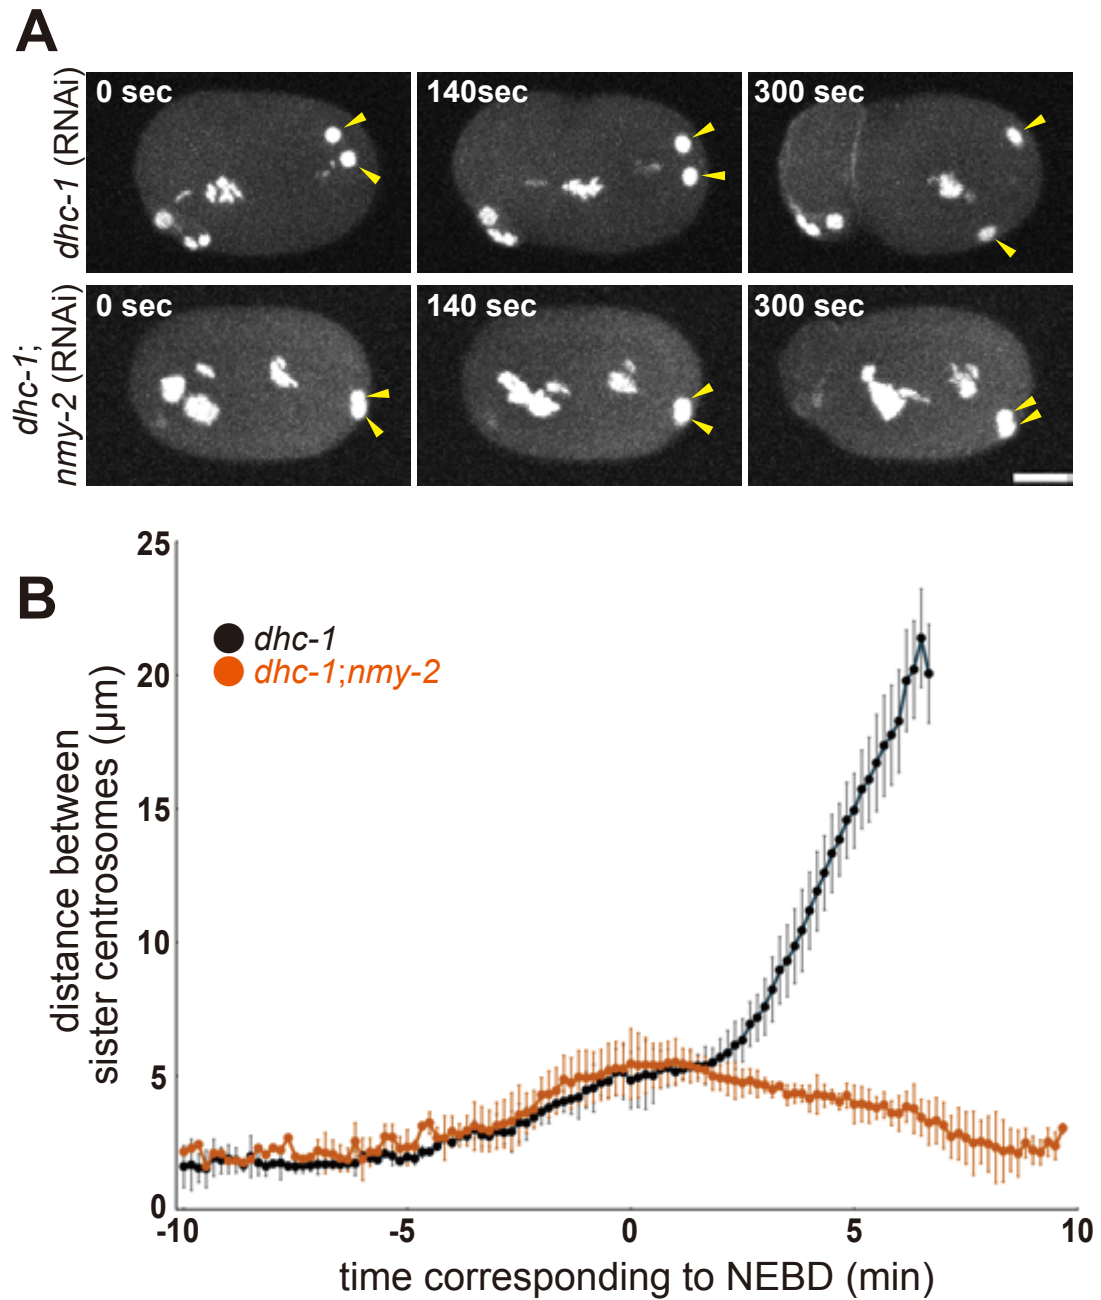 A
dhc-1 (RNAi)
0 sec
140sec
300 sec
dhc-1;
nmy-2 (RNAi)
0 sec
140 sec
300 sec
B
dhc-1
dhc-1;nmy-2
distance between
sister centrosomes (µm)
25
20
15
10
5
0
-10
-5
0
5
10
time corresponding to NEBD (min)